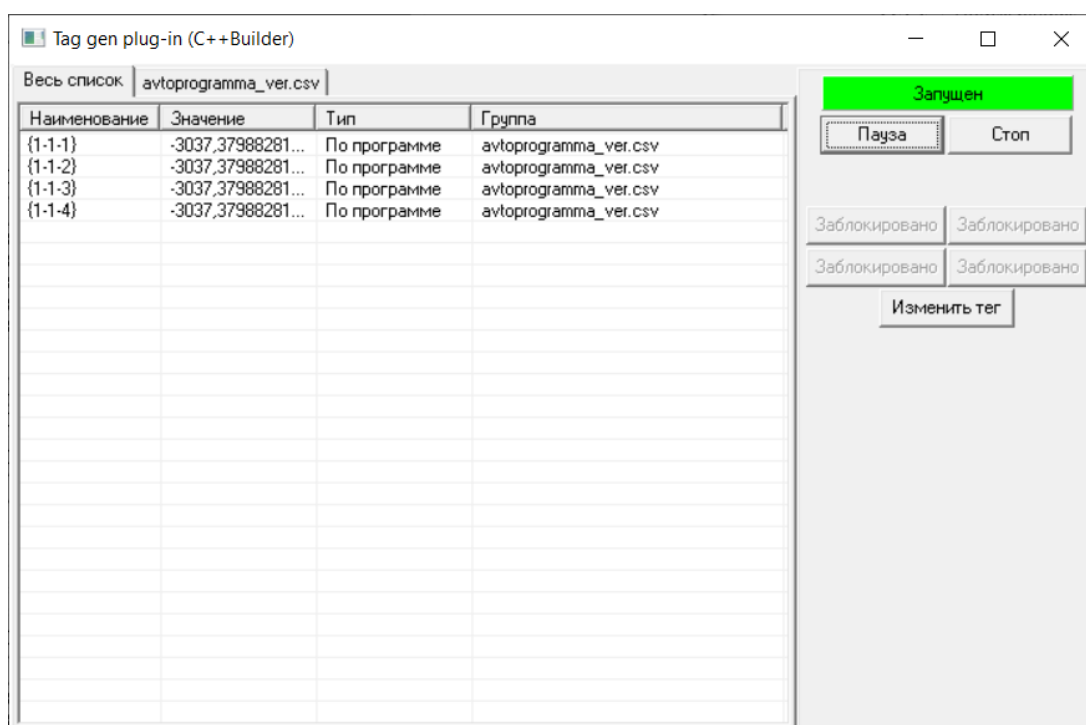 Tag gen plug-in (C++Builder)
Весь список avtoprogramma_ver.csv
Наименование Значение Тип Группа
{1-1-1} -3037,37988281... По программе avtoprogramma_ver.csv
{1-1-2} -3037,37988281... По программе avtoprogramma_ver.csv
{1-1-3} -3037,37988281... По программе avtoprogramma_ver.csv
{1-1-4} -3037,37988281... По программе avtoprogramma_ver.csv
Запущен
Пауза Стоп
Заблокировано Заблокировано
Заблокировано Заблокировано
Изменить тег